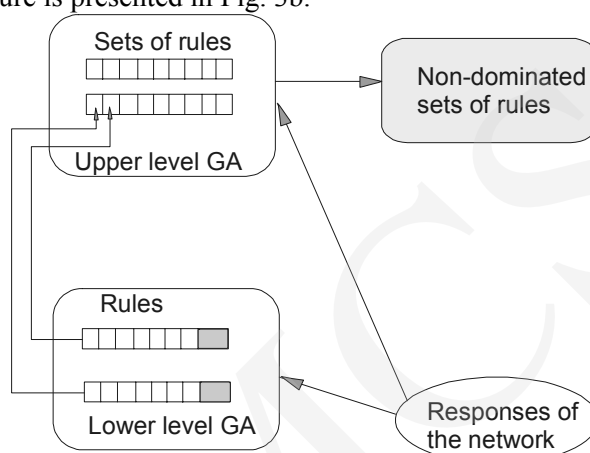 ure is presented in Fig. 3b.
Sets of rules
Upper level GA
Non-dominated
sets of rules
Rules
Lower level GA
Responses of
the network